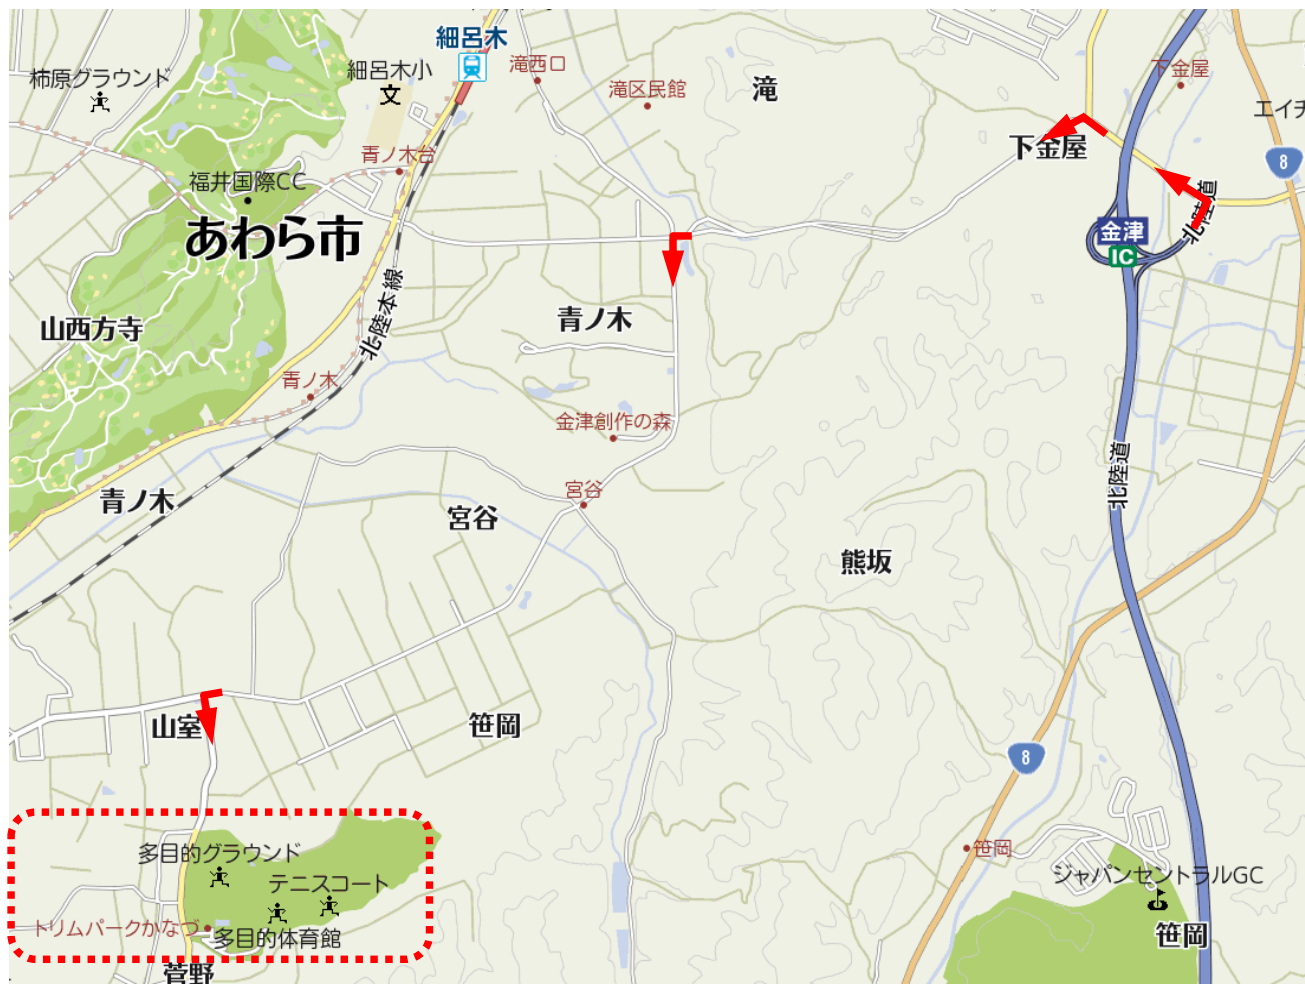 細呂木
滝西口
細呂木小
文
柿原グラウンド
滝区民館
滝
下金屋
エイチ
下金屋
8
青ノ木台
福井国際CC
あわら市
北陸道
金津
IC
北陸本線
青ノ木
山西方寺
青ノ木
金津創作の森
北陸道
青ノ木
宮谷
宮谷
熊坂
山室
笹岡
8
多目的グラウンド
笹岡
テニスコート
ジャパンセントラルGC
トリムパークかなづ
多目的体育館
笹岡
菅野